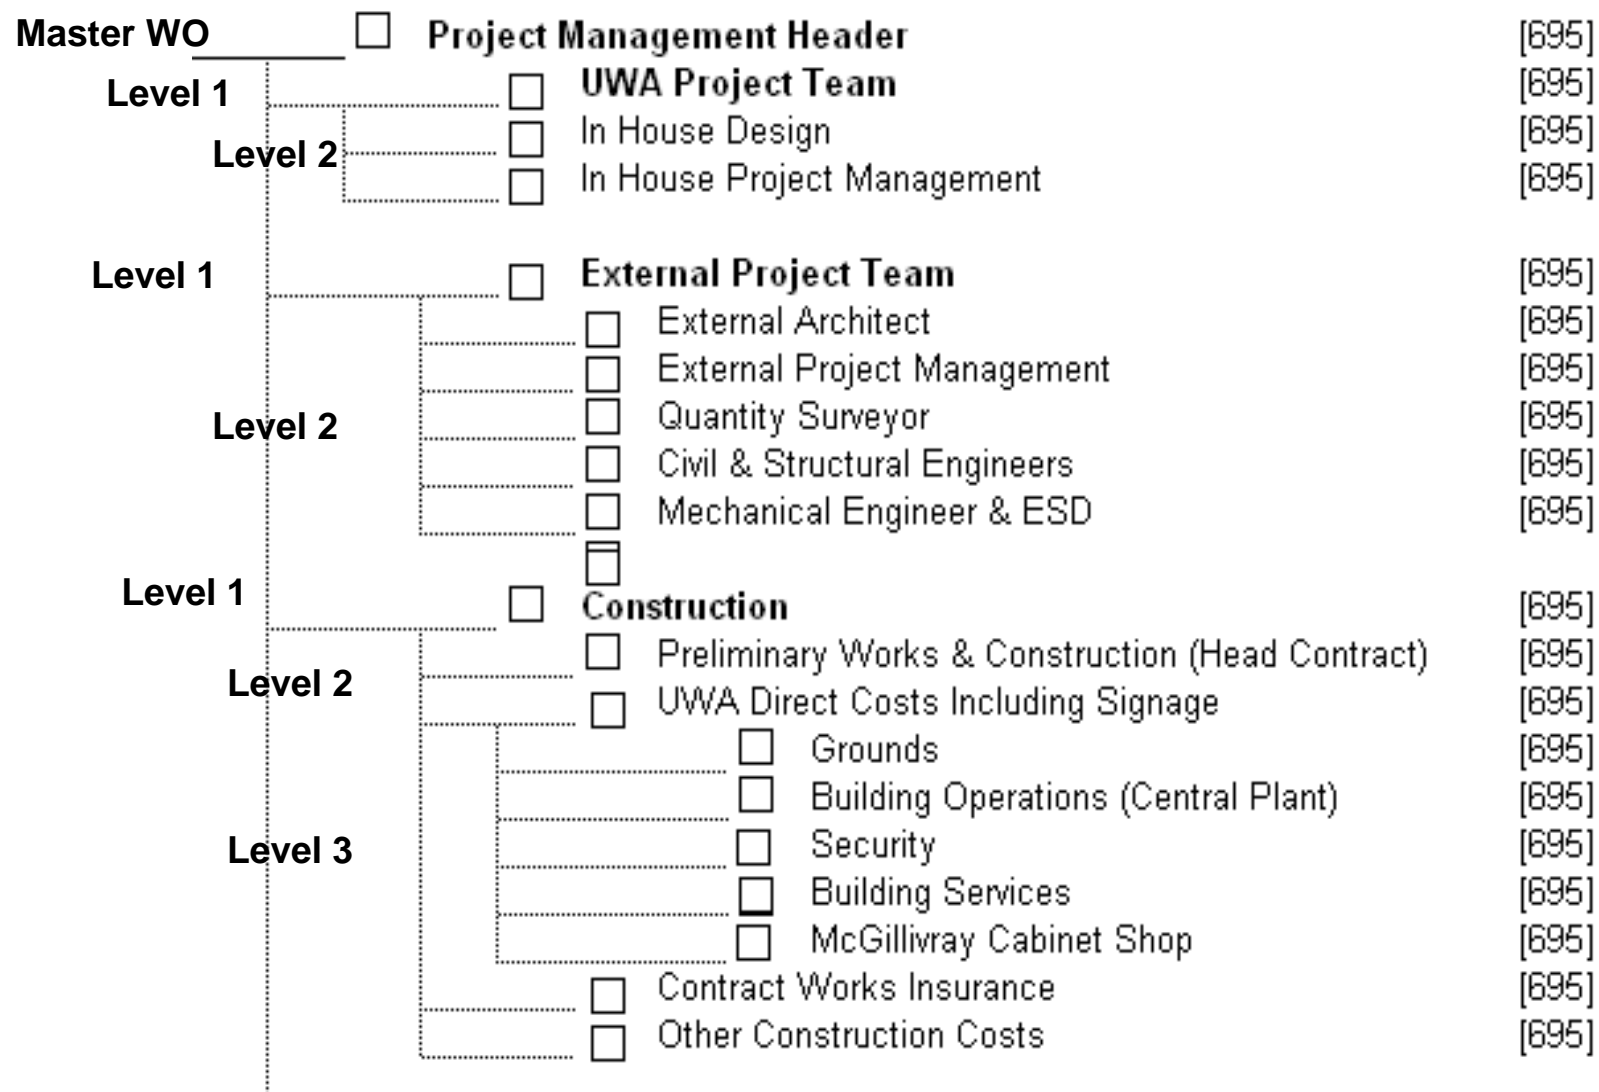 Master WO Project Management Header [695]
Level 1 UWA Project Team [695]
In House Design [695]
Level 2
In House Project Management [695]
Level 1 External Project Team [695]
External Architect [695]
External Project Management [695]
Level 2 Quantity Surveyor [695]
Civil & Structural Engineers [695]
Mechanical Engineer & ESD [695]
Level 1 Construction [695]
Preliminary Works & Construction (Head Contract) [695]
Level 2 UWA Direct Costs Including Signage [695]
Grounds [695]
Building Operations (Central Plant) [695]
Level 3 Security [695]
Building Services [695]
McGillivray Cabinet Shop [695]
Contract Works Insurance [695]
Other Construction Costs [695]